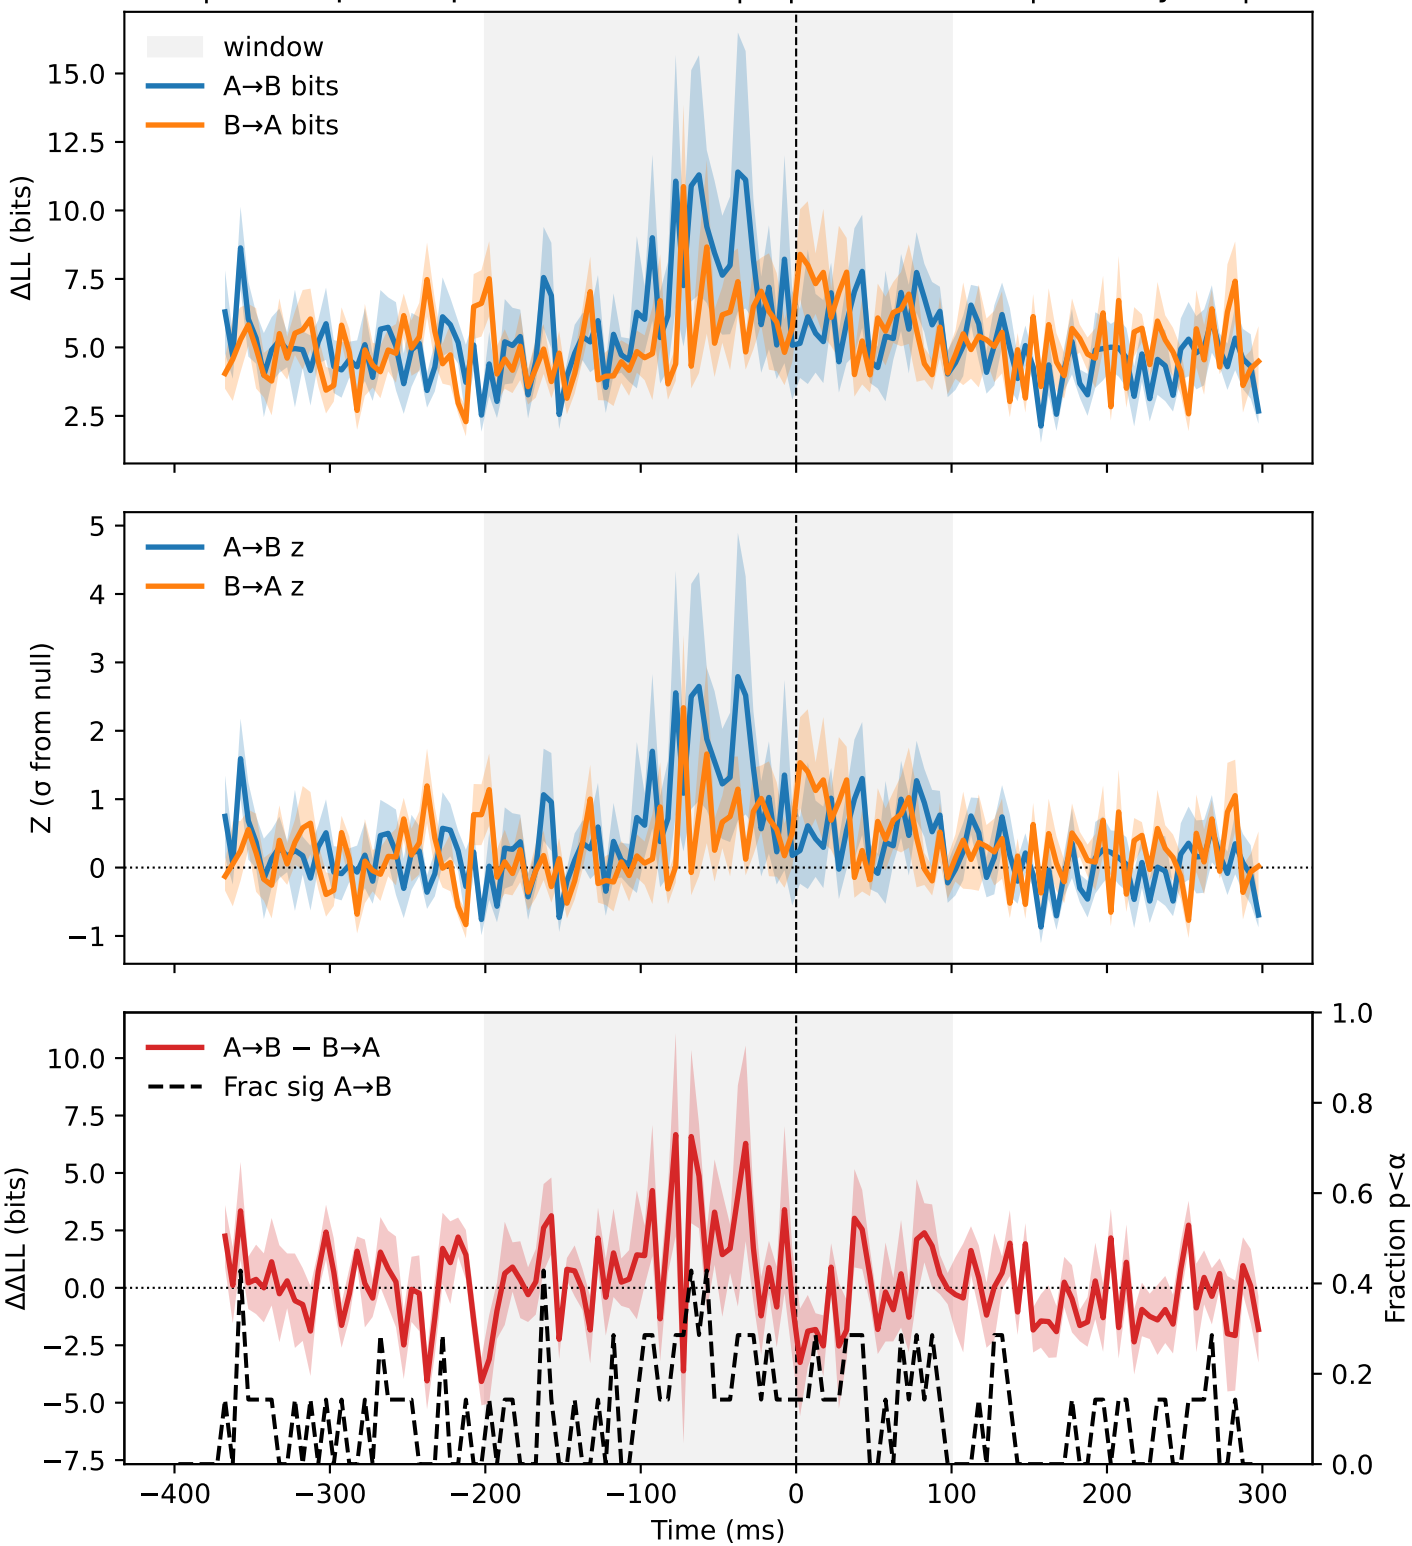 window
A→B bits
B→A bits
15.0
12.5
10.0
7.5
5.0
2.5
ΔLL (bits)
A→B z
B→A z
5
4
3
2
1
0
−1
Z (σ from null)
A→B − B→A
Frac sig A→B
10.0
7.5
5.0
2.5
0.0
−2.5
−5.0
−7.5
ΔΔLL (bits)
1.0
0.8
0.6
0.4
0.2
0.0
Fraction p<α
−400
−300
−200
−100
0
100
200
300
Time (ms)